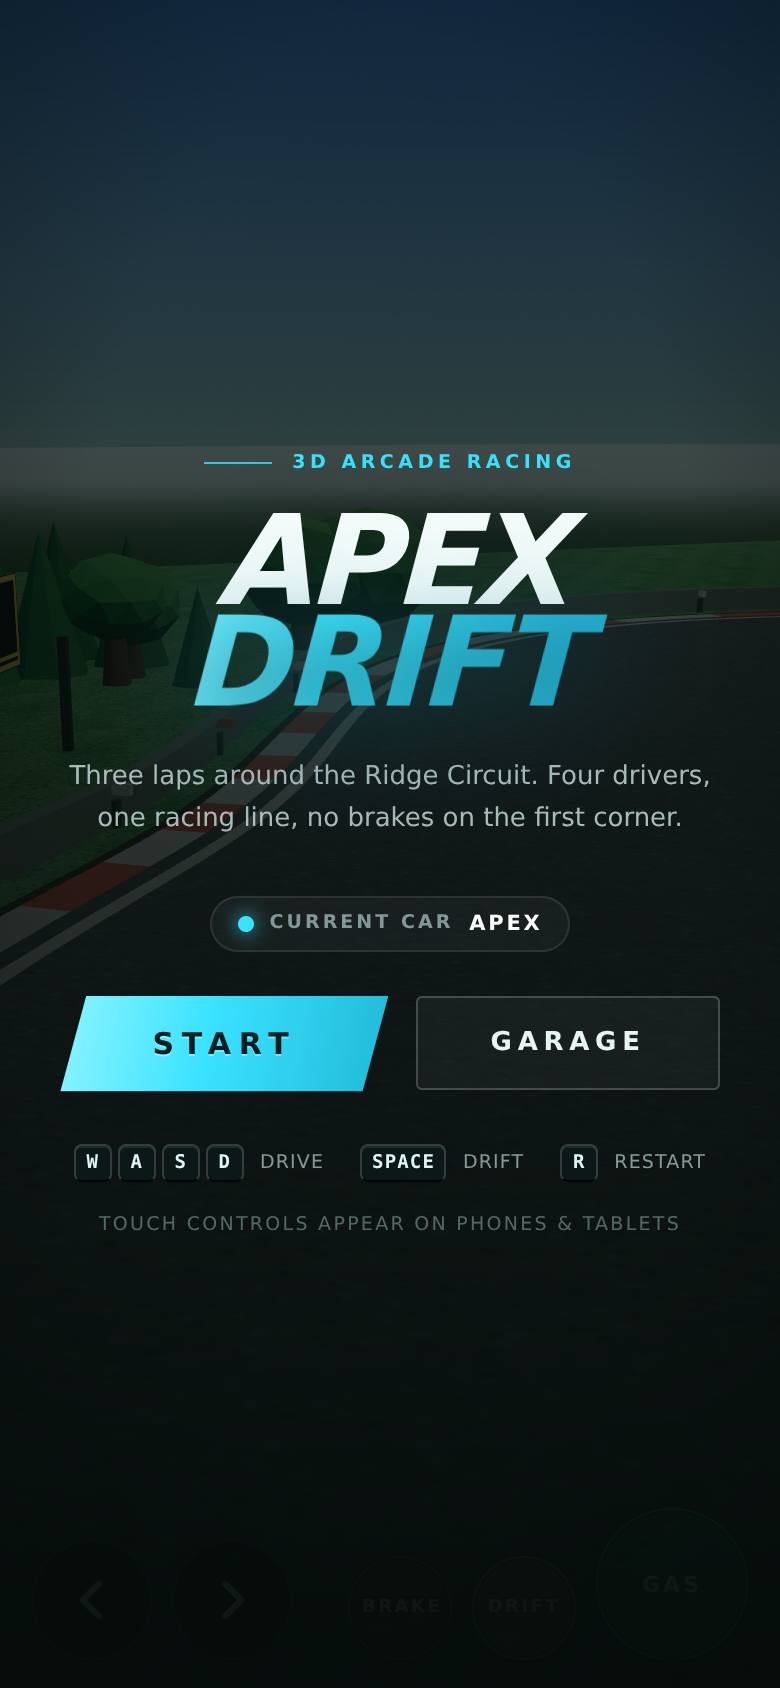 3D ARCADE RACING
APEX
DRIFT
Three laps around the Ridge Circuit. Four drivers,
one racing line, no brakes on the first corner.
CURRENT CAR APEX
START GARAGE
W A S D DRIVE SPACE DRIFT R RESTART
TOUCH CONTROLS APPEAR ON PHONES & TABLETS
BRAKE DRIFT GAS